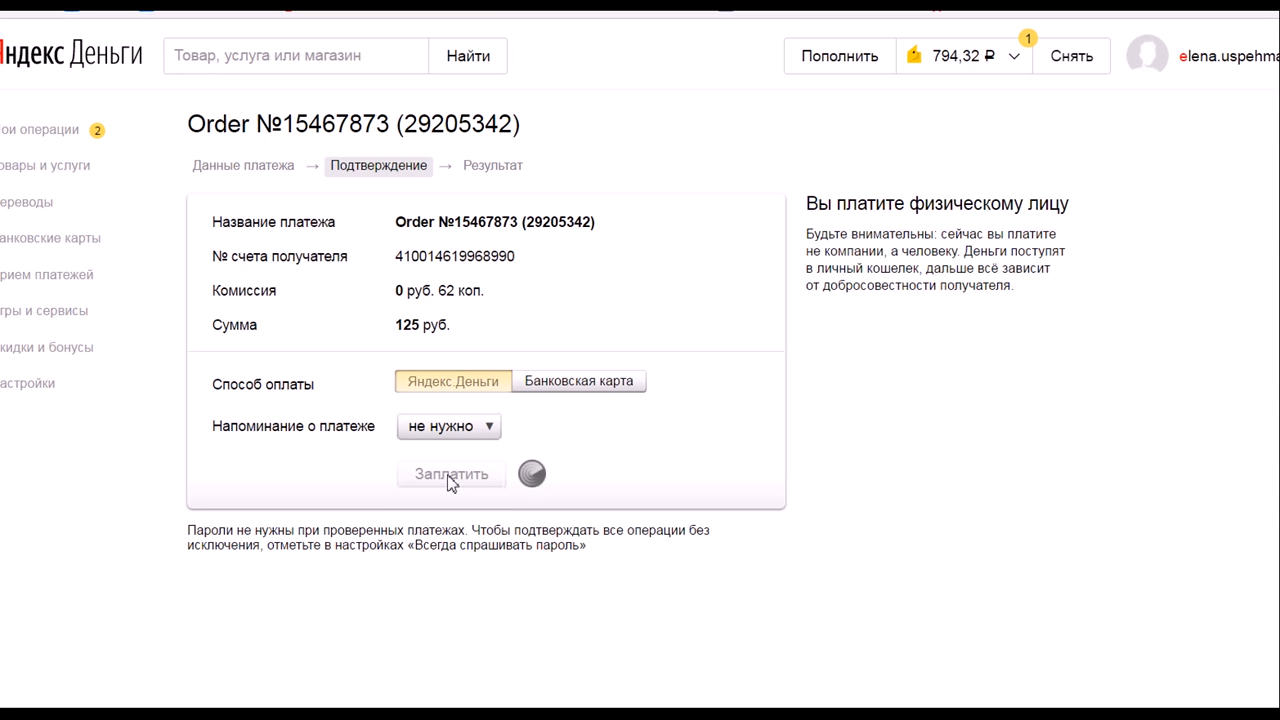 Яндекс Деньги
Товар, услуга или магазин
Найти
Пополнить
794,32 ₽
1
Снять
elena.uspehma
ои операции 2
овары и услуги
ереводы
анковские карты
рием платежей
гры и сервисы
кидки и бонусы
астройки
Order №15467873 (29205342)
Данные платежа → Подтверждение → Результат
Название платежа Order №15467873 (29205342)
№ счета получателя 410014619968990
Комиссия 0 руб. 62 коп.
Сумма 125 руб.
Способ оплаты Яндекс.Деньги Банковская карта
Напоминание о платеже не нужно ▼
Заплатить
Пароли не нужны при проверенных платежах. Чтобы подтверждать все операции без
исключения, отметьте в настройках «Всегда спрашивать пароль»
Вы платите физическому лицу
Будьте внимательны: сейчас вы платите
не компании, а человеку. Деньги поступят
в личный кошелек, дальше всё зависит
от добросовестности получателя.